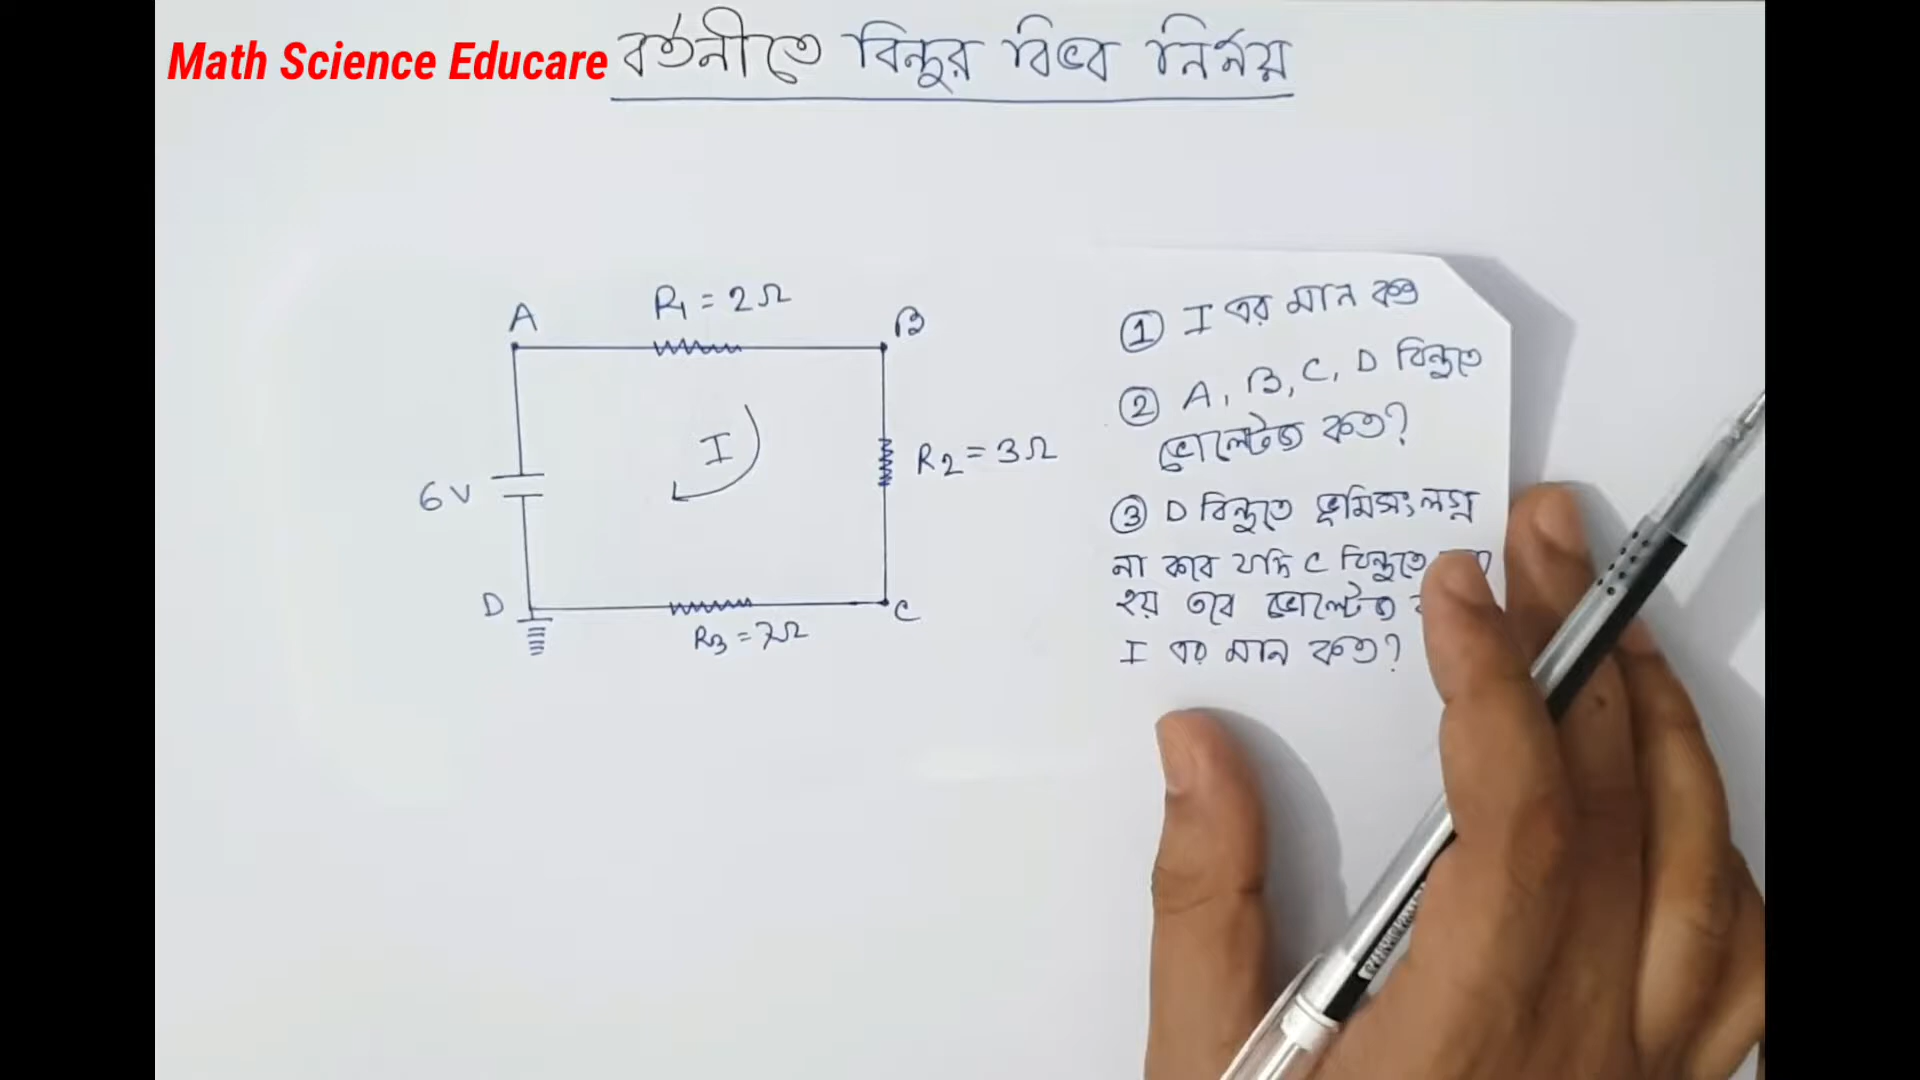 Math Science Educare
বর্তনীতে বিন্দুর বিভব নির্নয়
A
R1 = 2Ω
B
I
R2 = 3Ω
6v
D
R3 = 7Ω
C
① I এর মান কত
② A, B, C, D বিন্দুতে
ভোল্টেজ কত?
③ D বিন্দুতে ভূমিসংলগ্ন
না করে যদি C বিন্দুতে
হয় তবে ভোল্টেজ
I এর মান কত?